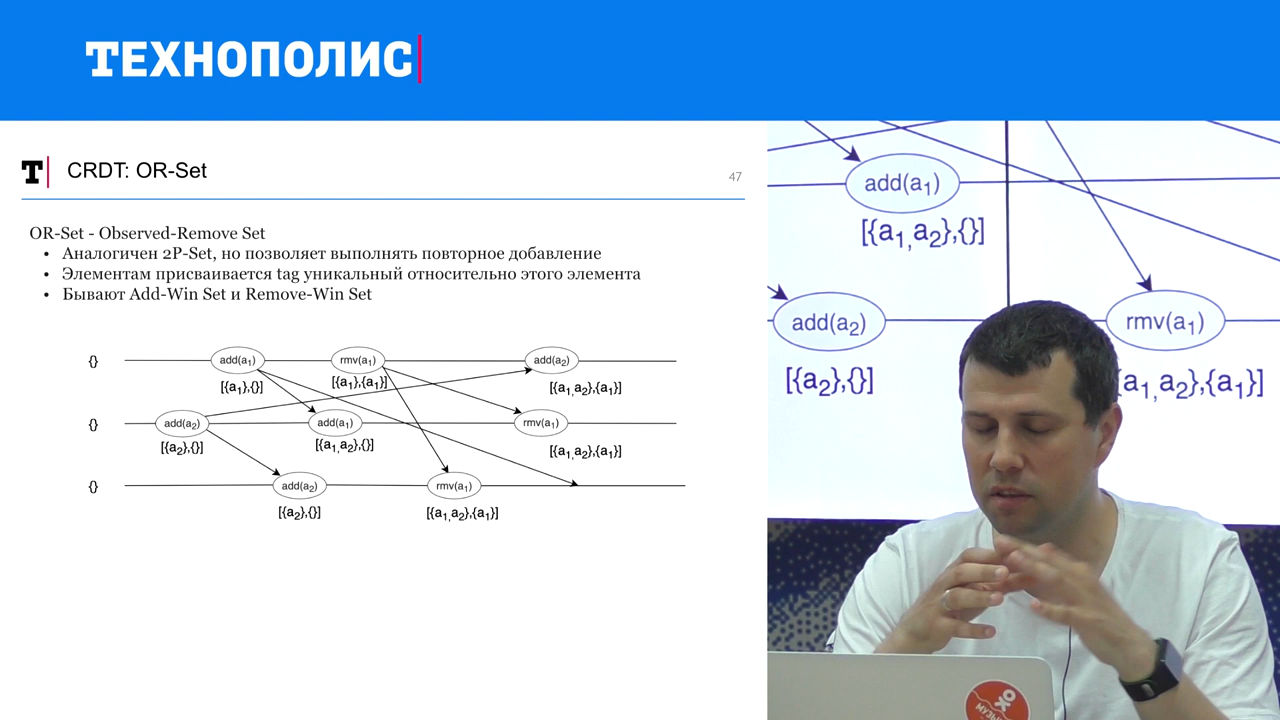 ТЕХНОПОЛИС
T CRDT: OR-Set
47
OR-Set - Observed-Remove Set
• Аналогичен 2P-Set, но позволяет выполнять повторное добавление
• Элементам присваивается tag уникальный относительно этого элемента
• Бывают Add-Win Set и Remove-Win Set
{} add(a1) rmv(a1) add(a2)
[{a1},{}] [{a1},{a1}] [{a1,a2},{a1}]
{} add(a2) add(a1) rmv(a1)
[{a2},{}] [{a1,a2},{}] [{a1,a2},{a1}]
{} add(a2) rmv(a1)
[{a2},{}] [{a1,a2},{a1}]
add(a1)
[{a1,a2},{}]
add(a2) rmv(a1)
[{a2},{}] {a1,a2},{a1}]
ok